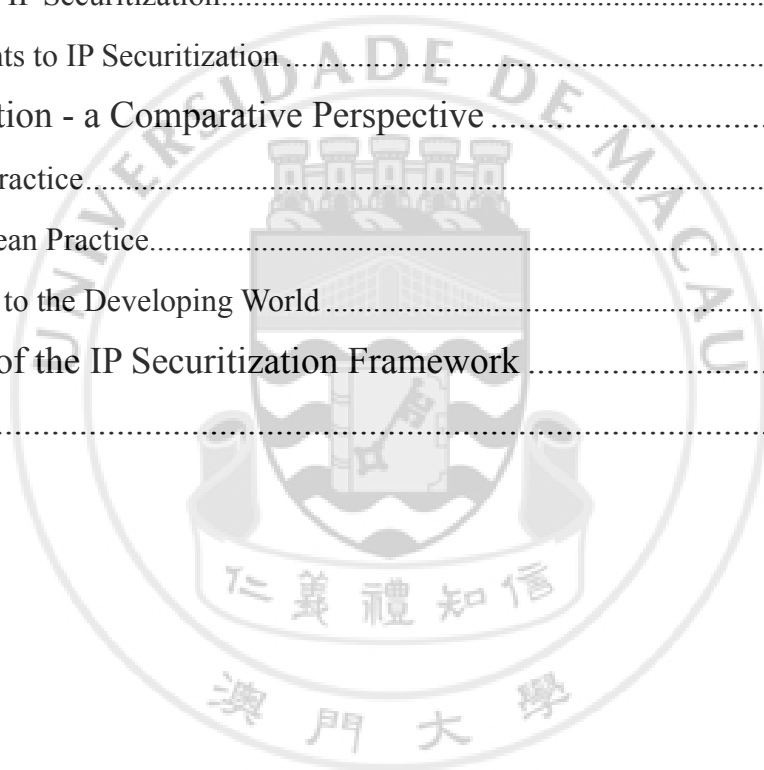 IP Securitization..........................................................................
nts to IP Securitization..................................................................
tion - a Comparative Perspective....................................
ractice...........................................................................................
ean Practice...................................................................................
to the Developing World.........................................................
of the IP Securitization Framework...............................
..........................................................................................
UNIVERSIDADE DE MACAU
仁義禮知信
澳門大學